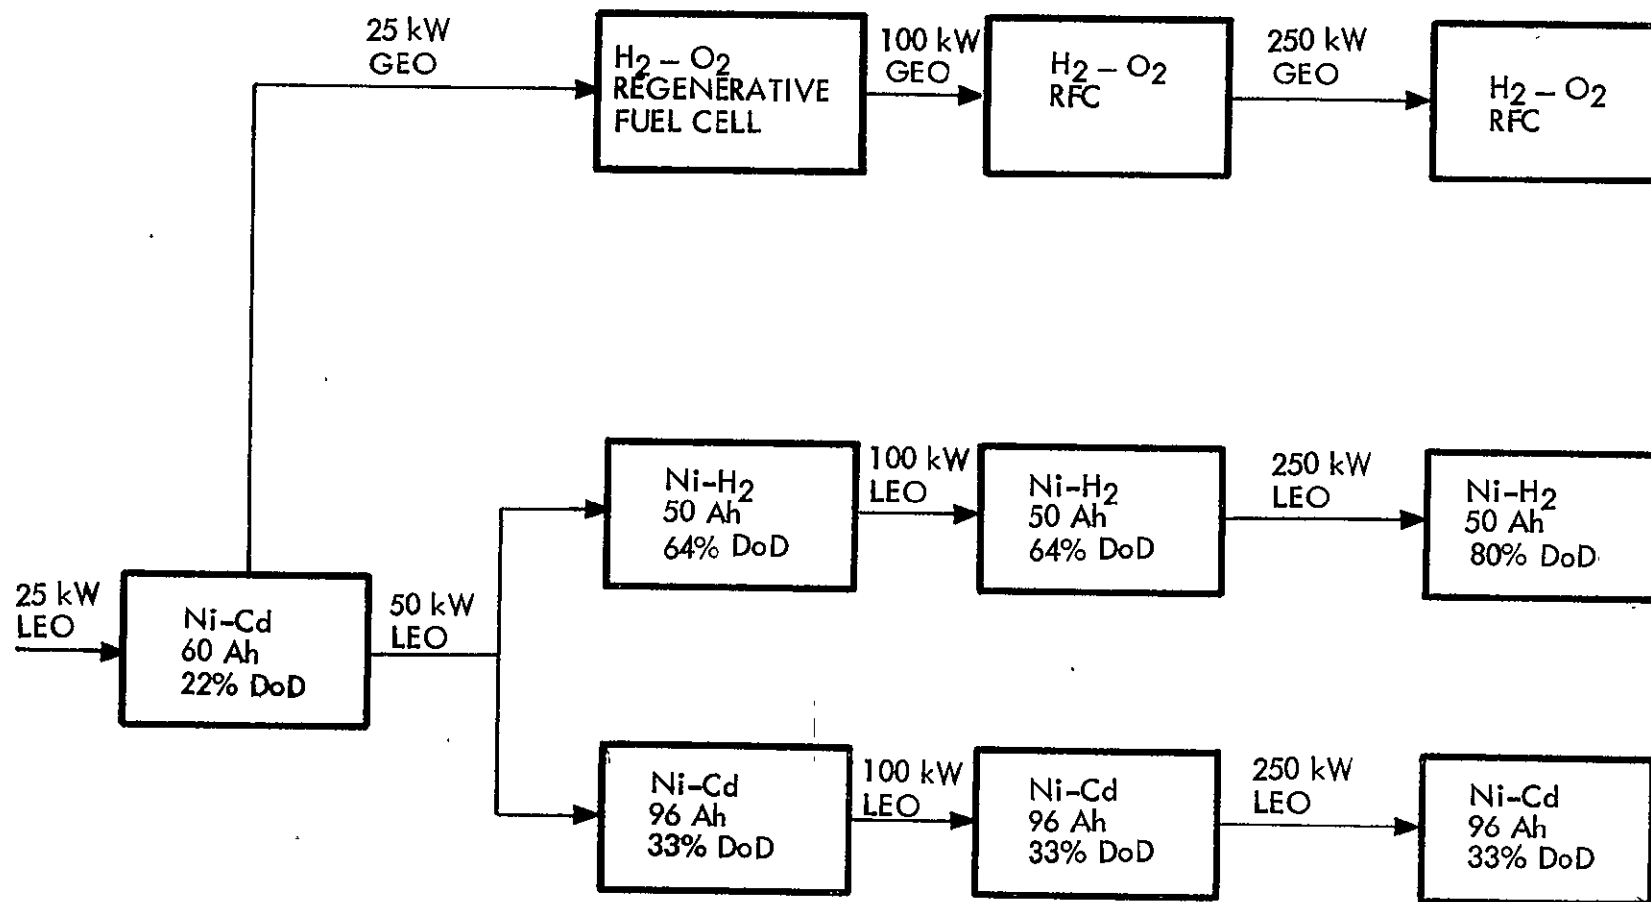 25 kW
GEO
H2 – O2
REGENERATIVE
FUEL CELL
100 kW
GEO
H2 – O2
RFC
250 kW
GEO
H2 – O2
RFC
25 kW
LEO
Ni-Cd
60 Ah
22% DoD
50 kW
LEO
Ni-H2
50 Ah
64% DoD
100 kW
LEO
Ni-H2
50 Ah
64% DoD
250 kW
LEO
Ni-H2
50 Ah
80% DoD
Ni-Cd
96 Ah
33% DoD
100 kW
LEO
Ni-Cd
96 Ah
33% DoD
250 kW
LEO
Ni-Cd
96 Ah
33% DoD